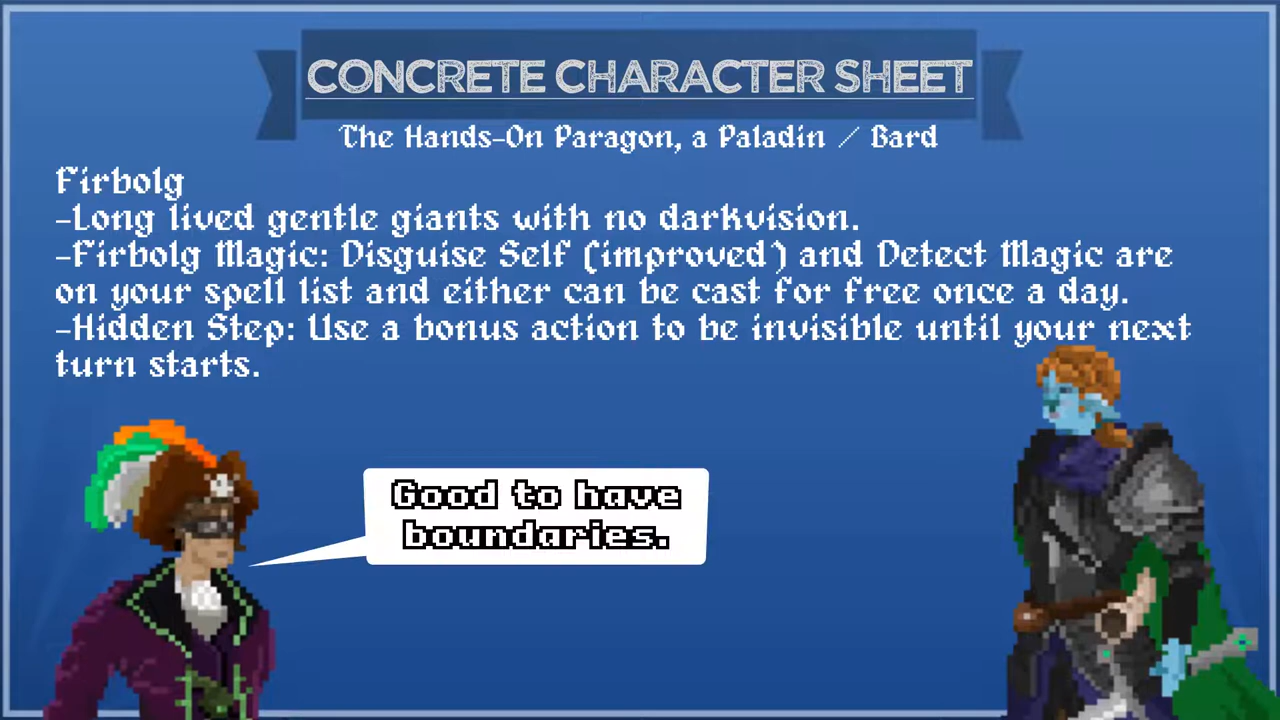 CONCRETE CHARACTER SHEET
The Hands-On Paragon, a Paladin / Bard
Firbolg
-Long lived gentle giants with no darkvision.
-Firbolg Magic: Disguise Self (improved) and Detect Magic are
on your spell list and either can be cast for free once a day.
-Hidden Step: Use a bonus action to be invisible until your next
turn starts.
Good to have
boundaries.